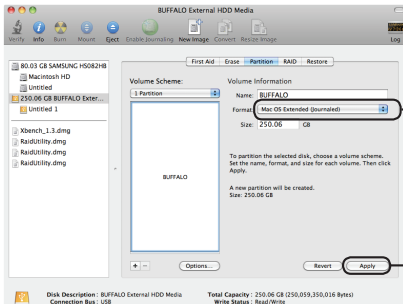 BUFFALO External HDD Media
Verify Info Burn Mount Eject Enable Journaling New Image Convert Resize Image Log
80.03 GB SAMSUNG HS082HB
Macintosh HD
Untitled
250.06 GB BUFFALO Exter...
Untitled 1
Xbench_1.3.dmg
RaidUtility.dmg
RaidUtility.dmg
RaidUtility.dmg
First Aid Erase Partition RAID Restore
Volume Scheme:
1 Partition
BUFFALO
+ - Options...
Volume Information
Name: BUFFALO
Format: Mac OS Extended (Journaled)
Size: 250.06 GB
To partition the selected disk, choose a volume scheme.
Set the name, format, and size for each volume. Then click
Apply.
A new partition will be created.
Size: 250.06 GB
Revert Apply
Disk Description : BUFFALO External HDD Media Total Capacity : 250.06 GB (250,059,350,016 Bytes)
Connection Bus : USB Write Status : Read/Write